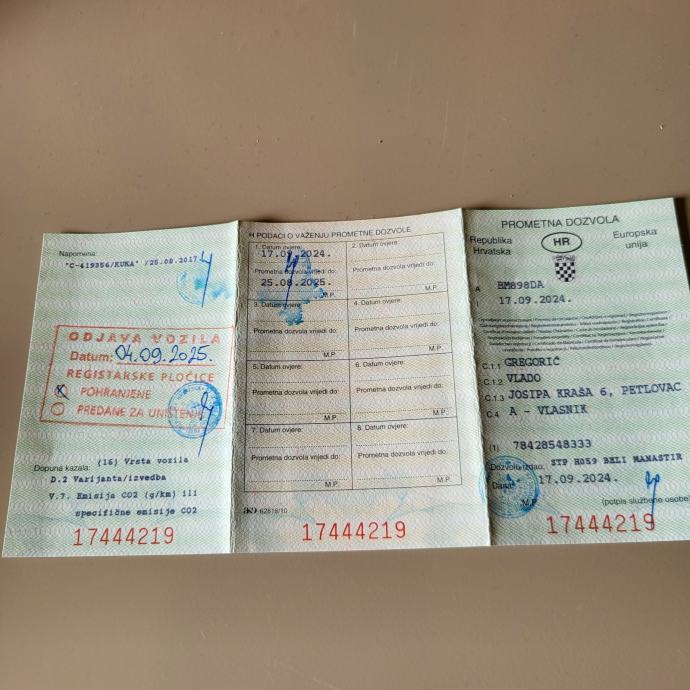 Napomena:
"C-419356/KUKA" /25.08.2017
ODJAVA VOZILA
Datum: 04.09.2025.
REGISTARSKE PLOČICE
X POHRANJENE
PREDANE ZA UNIŠTENJE
Dopuna kazala: (16) Vrsta vozila
D.2 Varijanta/izvedba
V.7. Emisija CO2 (g/km) ili
specifične emisije CO2
17444219
H PODACI O VAŽENJU PROMETNE DOZVOLE
1. Datum ovjere:
17.09.2024.
Prometna dozvola vrijedi do:
25.08.2025.
M.P.
2. Datum ovjere:
Prometna dozvola vrijedi do:
M.P.
3. Datum ovjere:
Prometna dozvola vrijedi do:
M.P.
4. Datum ovjere:
Prometna dozvola vrijedi do:
M.P.
5. Datum ovjere:
Prometna dozvola vrijedi do:
M.P.
6. Datum ovjere:
Prometna dozvola vrijedi do:
M.P.
7. Datum ovjere:
Prometna dozvola vrijedi do:
M.P.
8. Datum ovjere:
Prometna dozvola vrijedi do:
M.P.
62818/10
17444219
PROMETNA DOZVOLA
Republika
Hrvatska
HR
Europska
unija
A BM898DA
I 17.09.2024.
C.1.1 GREGORIĆ
C.1.2 VLADO
C.1.3 JOSIPA KRAŠA 6, PETLOVAC
C.4 A - VLASNIK
(1) 78428548333
Dozvolu izdao: STP H059 BELI MANASTIR
Dana: 17.09.2024.
(potpis službene osobe)
17444219